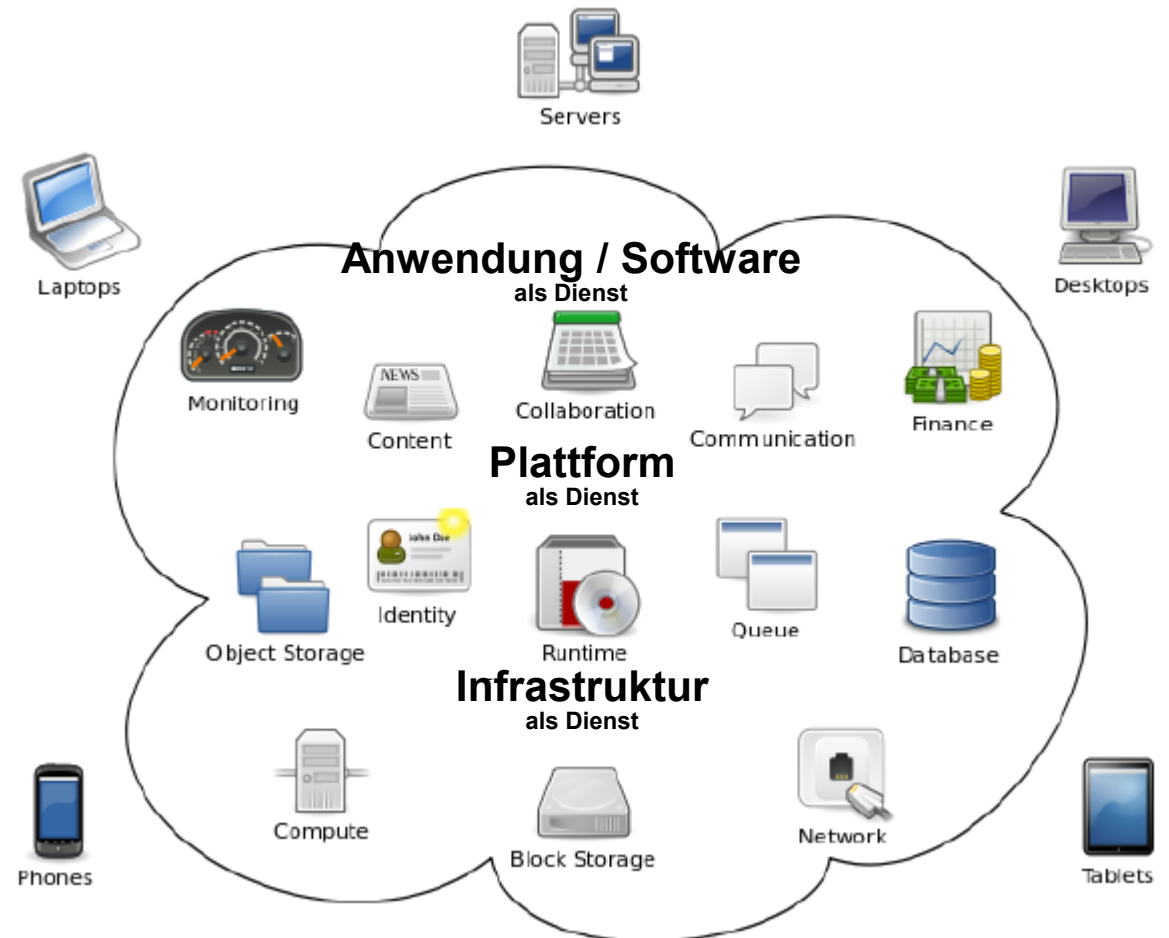 Servers
Laptops
Desktops
Anwendung / Software
als Dienst
Monitoring
NEWS
Content
Collaboration
Communication
Finance
Plattform
als Dienst
Object Storage
John Doe
Identity
Runtime
Queue
Database
Infrastruktur
als Dienst
Compute
Block Storage
Network
Phones
Tablets